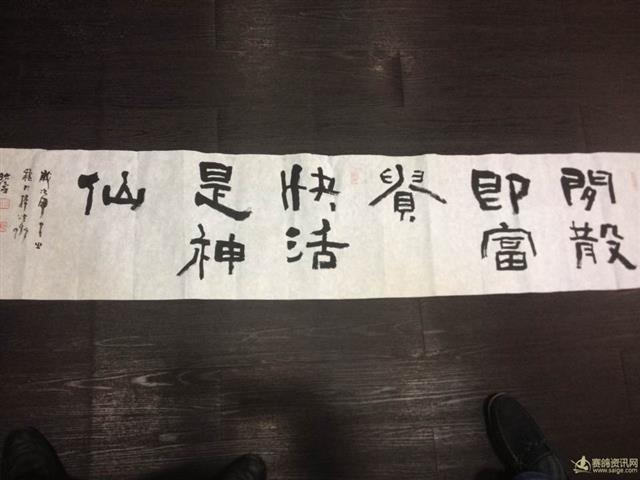 閒散
即富
貴
快活
是神
仙
赛鸽资讯网
www.saige.com